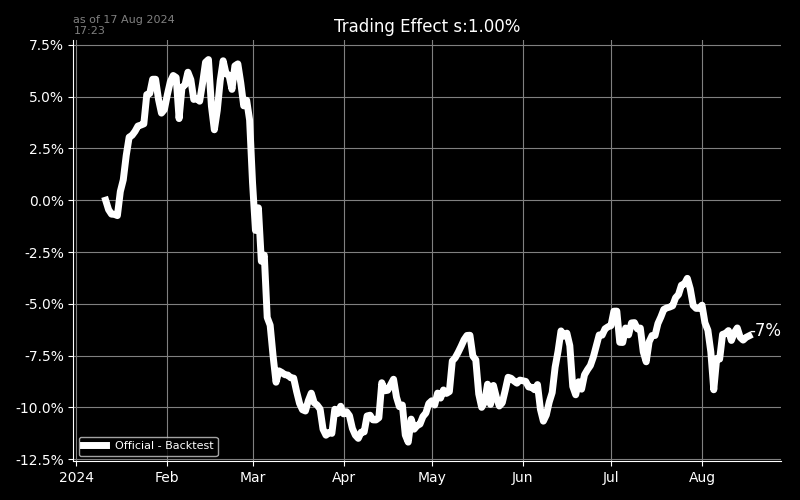 as of 17 Aug 2024
17:23
Trading Effect s:1.00%
7.5%
5.0%
2.5%
0.0%
-2.5%
-5.0%
-7.5%
-10.0%
-12.5%
-7%
Official - Backtest
2024 Feb Mar Apr May Jun Jul Aug